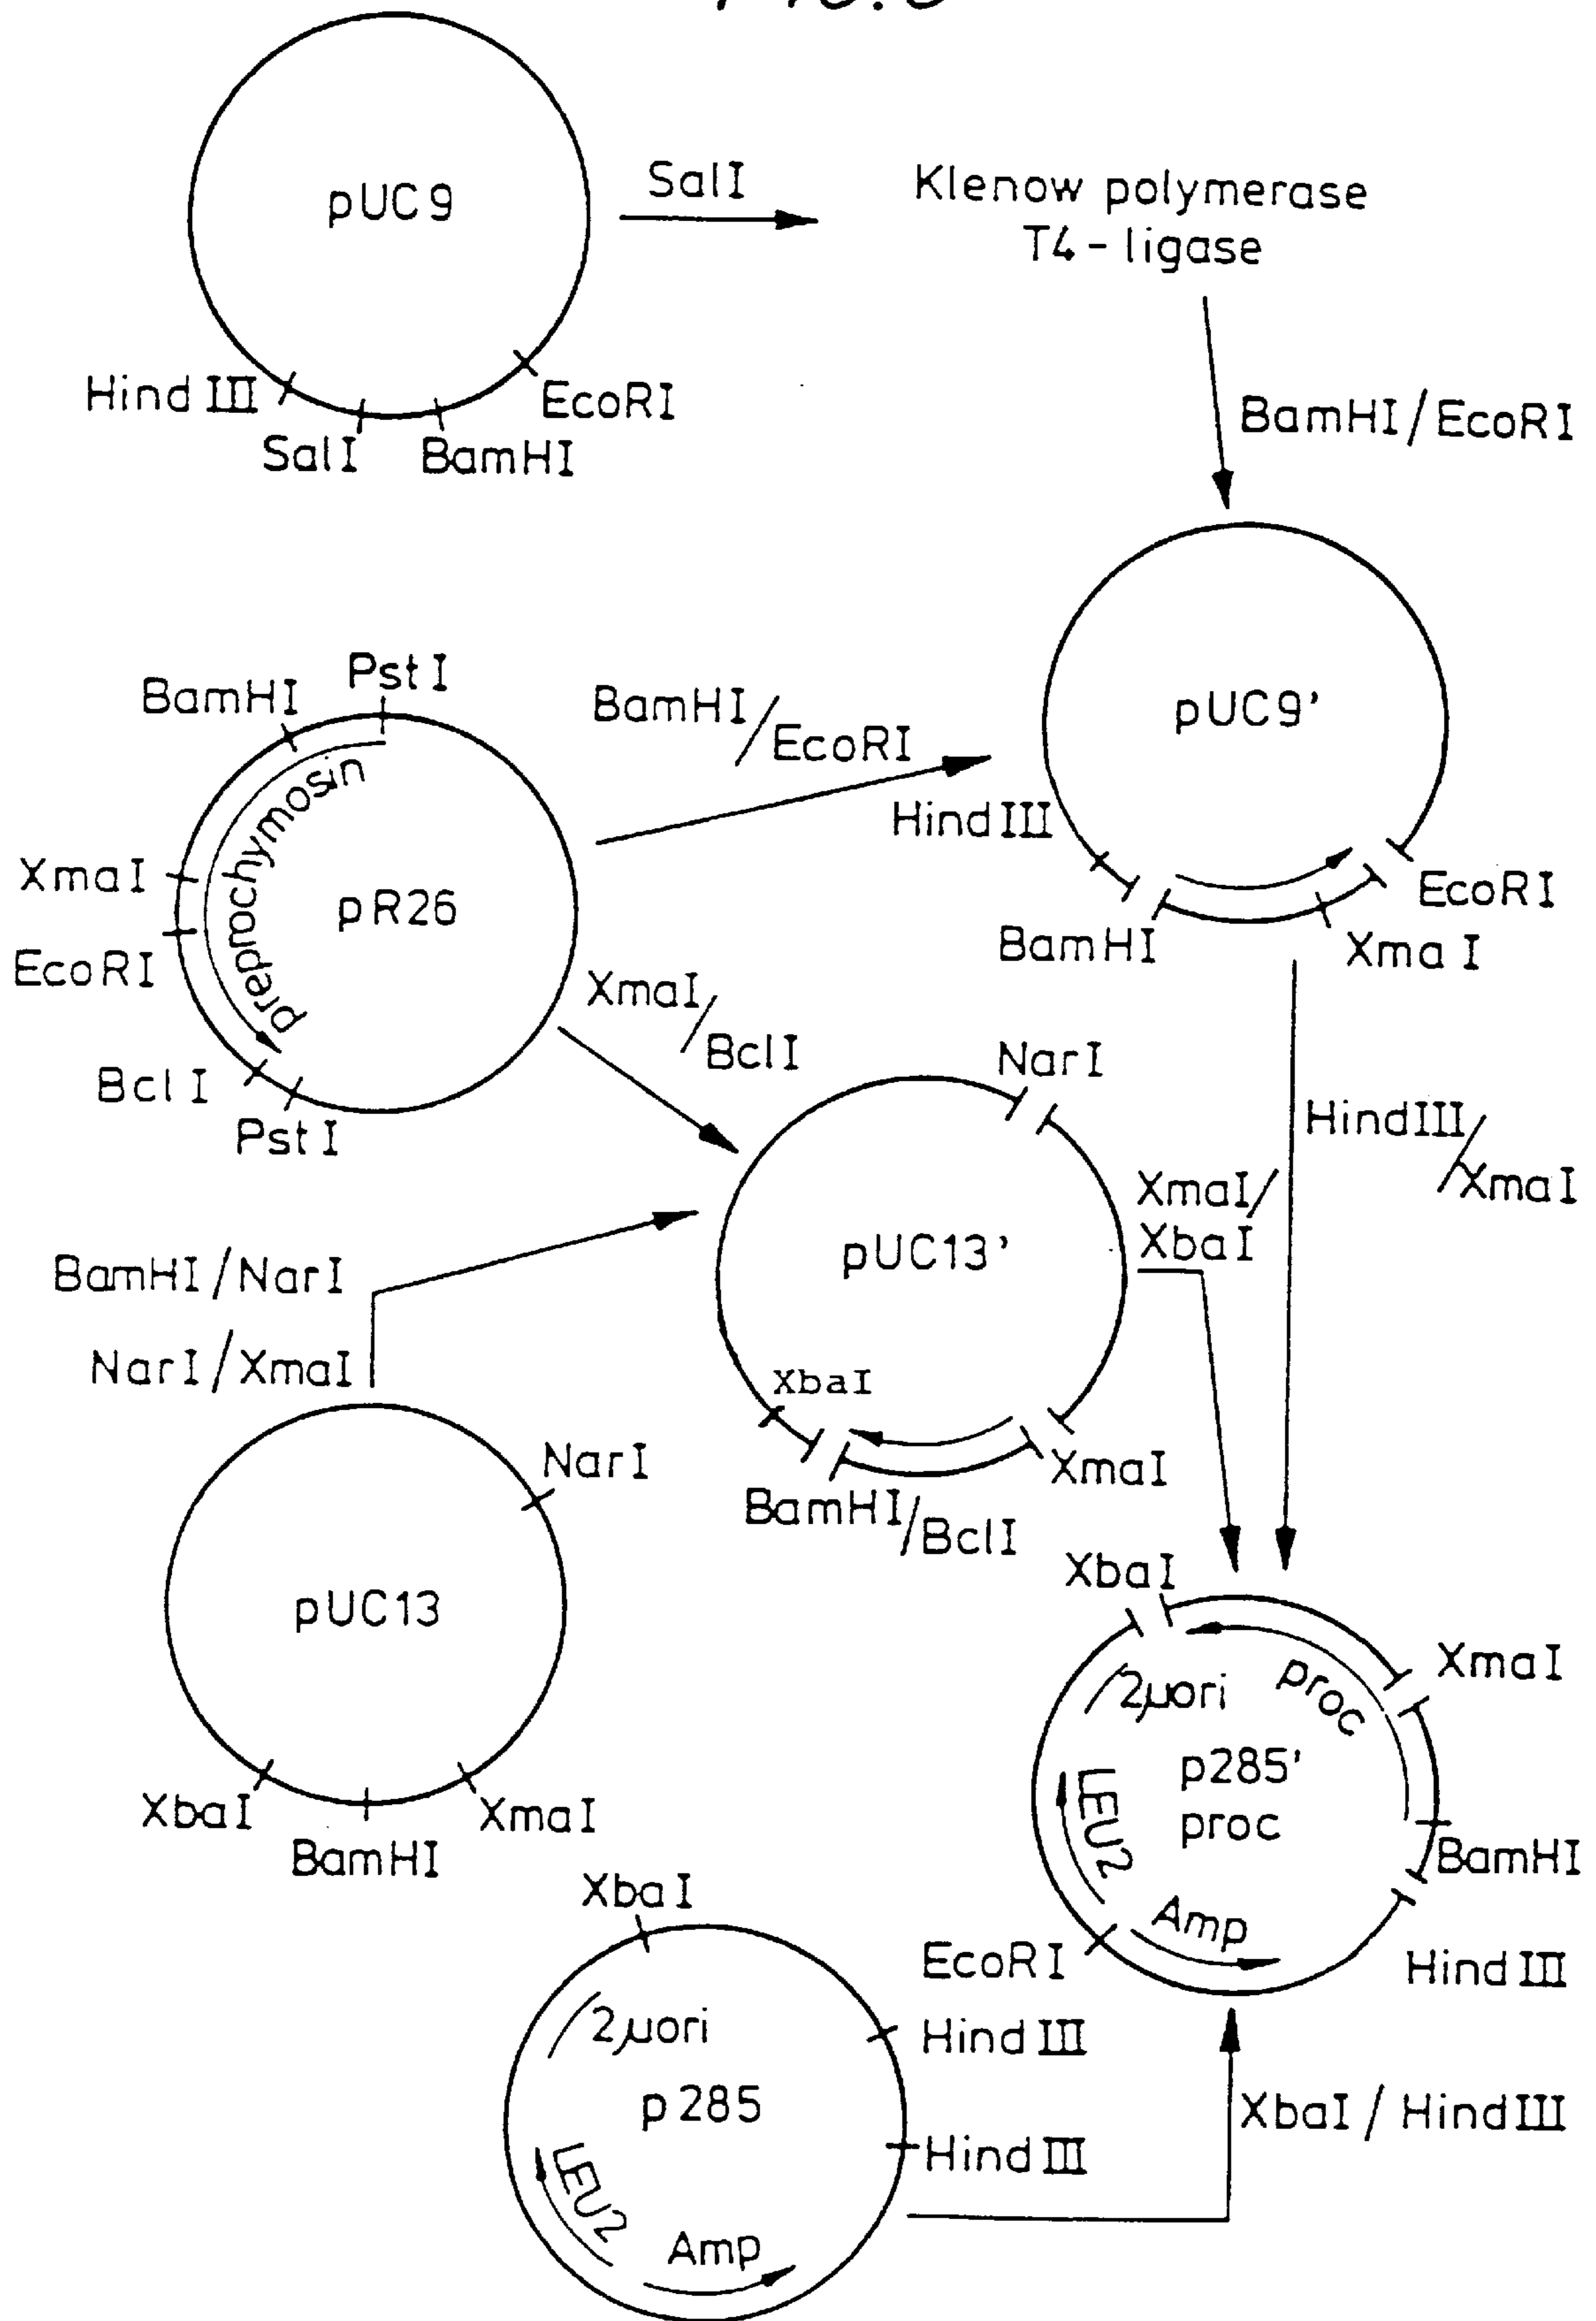 pUC9
SalI
Klenow polymerase
T4-ligase
Hind III
SalI
BamHI
EcoRI
BamHI/EcoRI
pUC9'
Hind III
BamHI
XmaI
EcoRI
BamHI
PstI
BamHI/EcoRI
preprochymosin
XmaI
pR26
EcoRI
BclI
PstI
XmaI/BclI
NarI
HindIII/XmaI
XmaI/
XbaI
pUC13'
BamHI/NarI
NarI/XmaI
XbaI
XmaI
BamHI/BclI
NarI
pUC13
XbaI
BamHI
XmaI
XbaI
XmaI
2μori
proc
p285'
proc
LEU2
BamHI
Amp
EcoRI
Hind III
XbaI
2μori
Hind III
p285
XbaI / HindIII
Hind III
LEU2
Amp